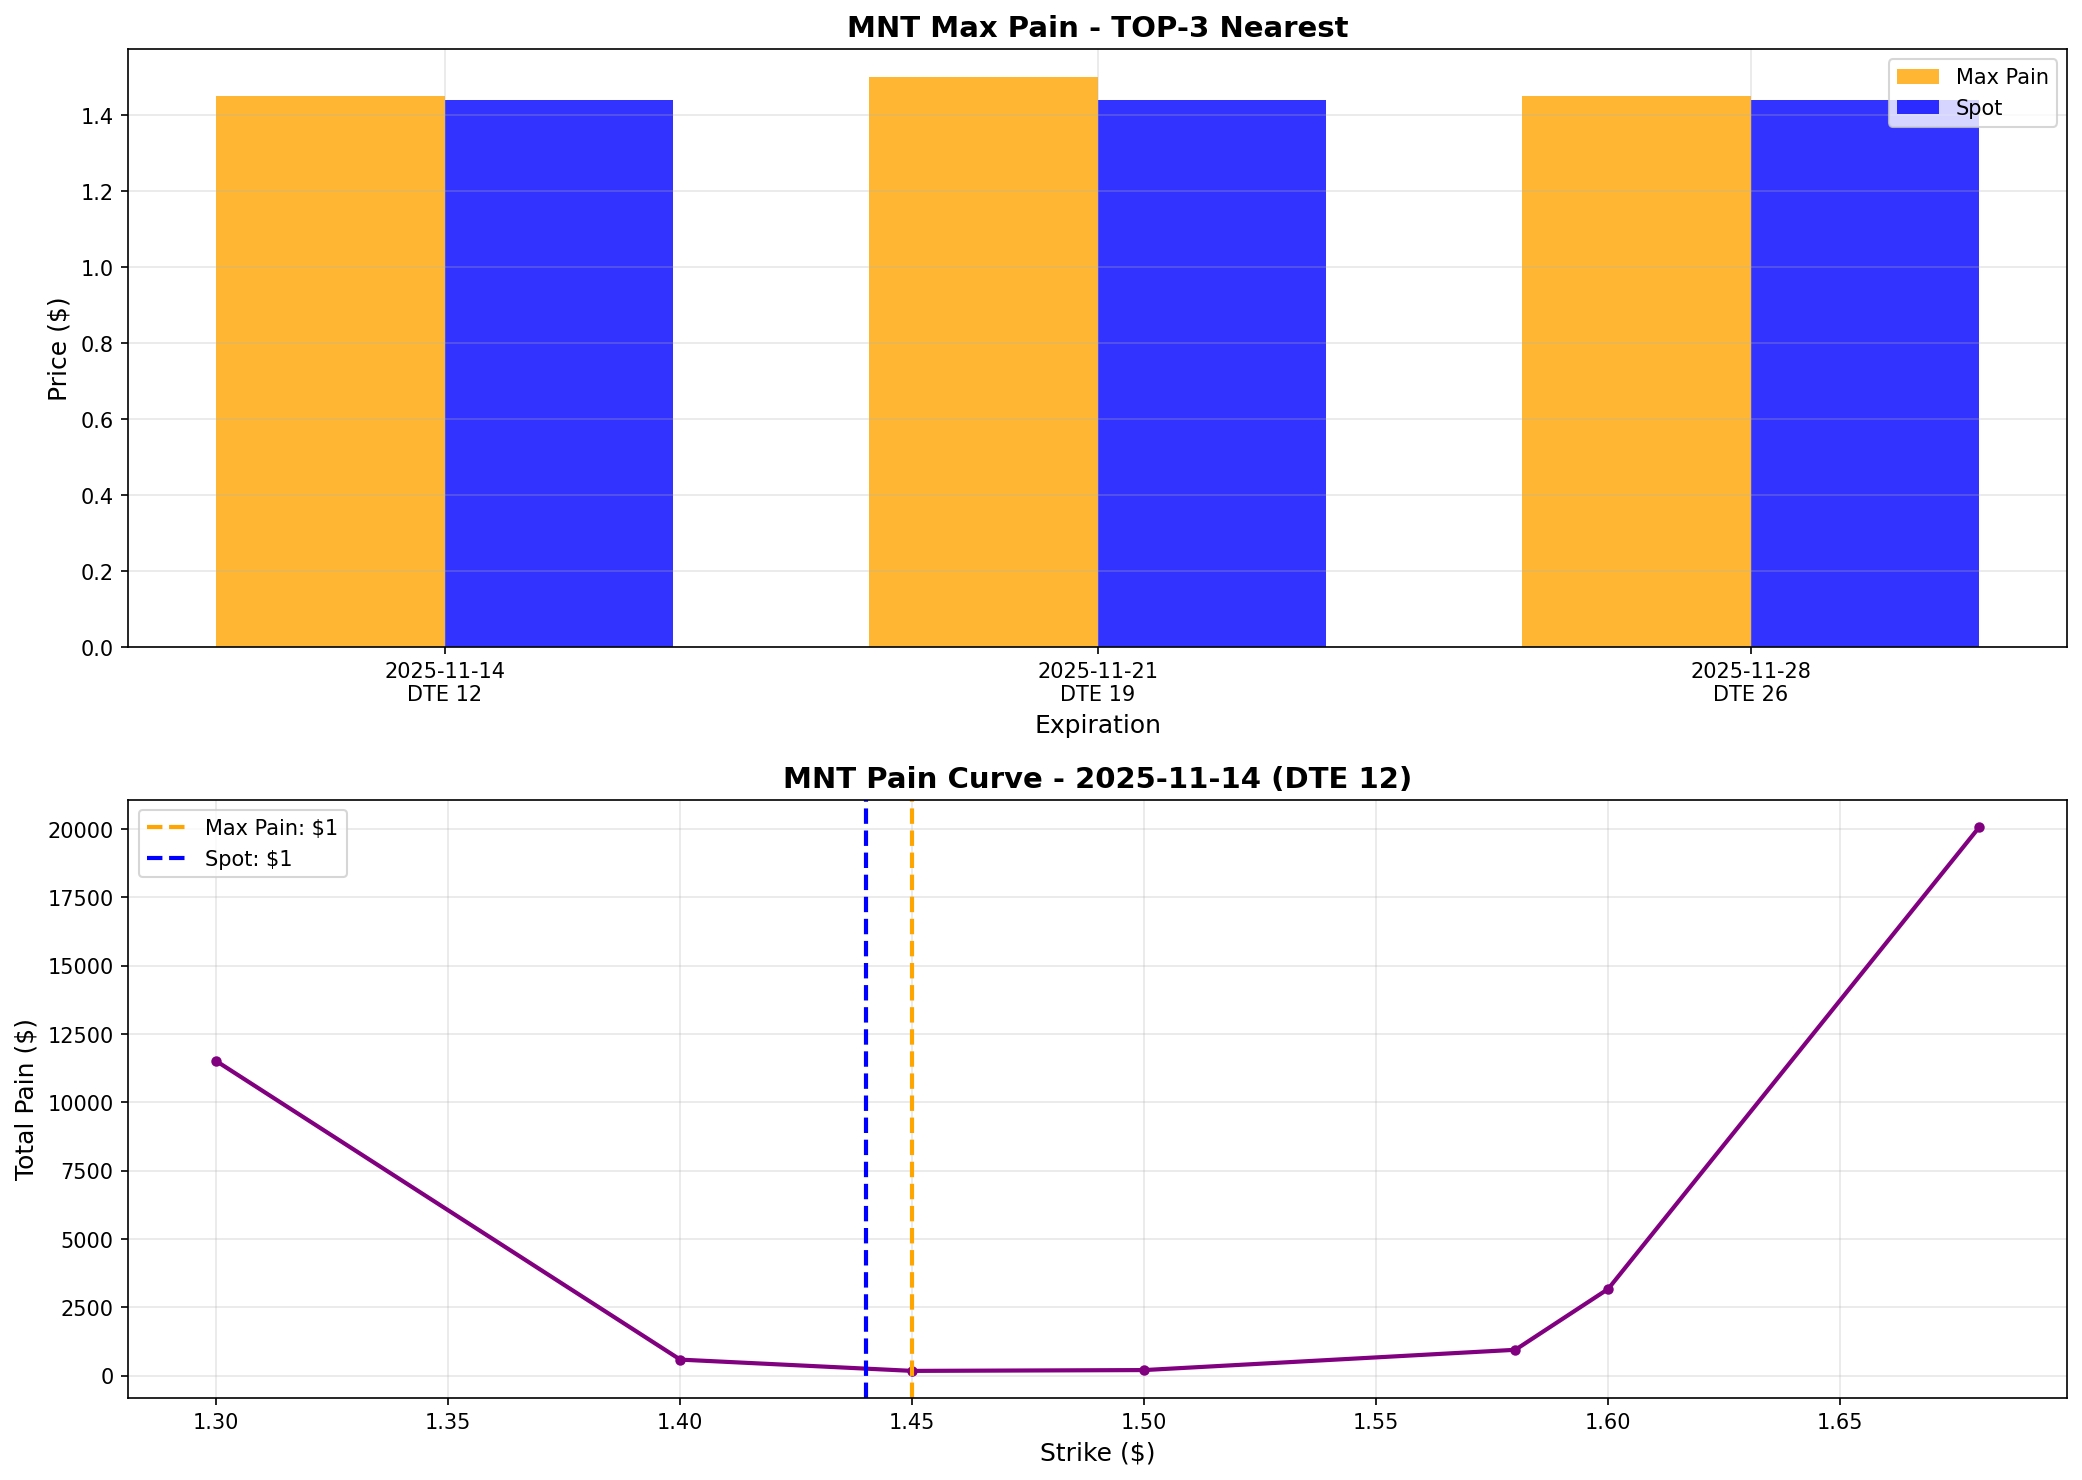 MNT Max Pain - TOP-3 Nearest
Max Pain
Spot
Price ($)
1.4
1.2
1.0
0.8
0.6
0.4
0.2
0.0
2025-11-14
DTE 12
2025-11-21
DTE 19
2025-11-28
DTE 26
Expiration
MNT Pain Curve - 2025-11-14 (DTE 12)
Max Pain: $1
Spot: $1
Total Pain ($)
20000
17500
15000
12500
10000
7500
5000
2500
0
1.30
1.35
1.40
1.45
1.50
1.55
1.60
1.65
Strike ($)